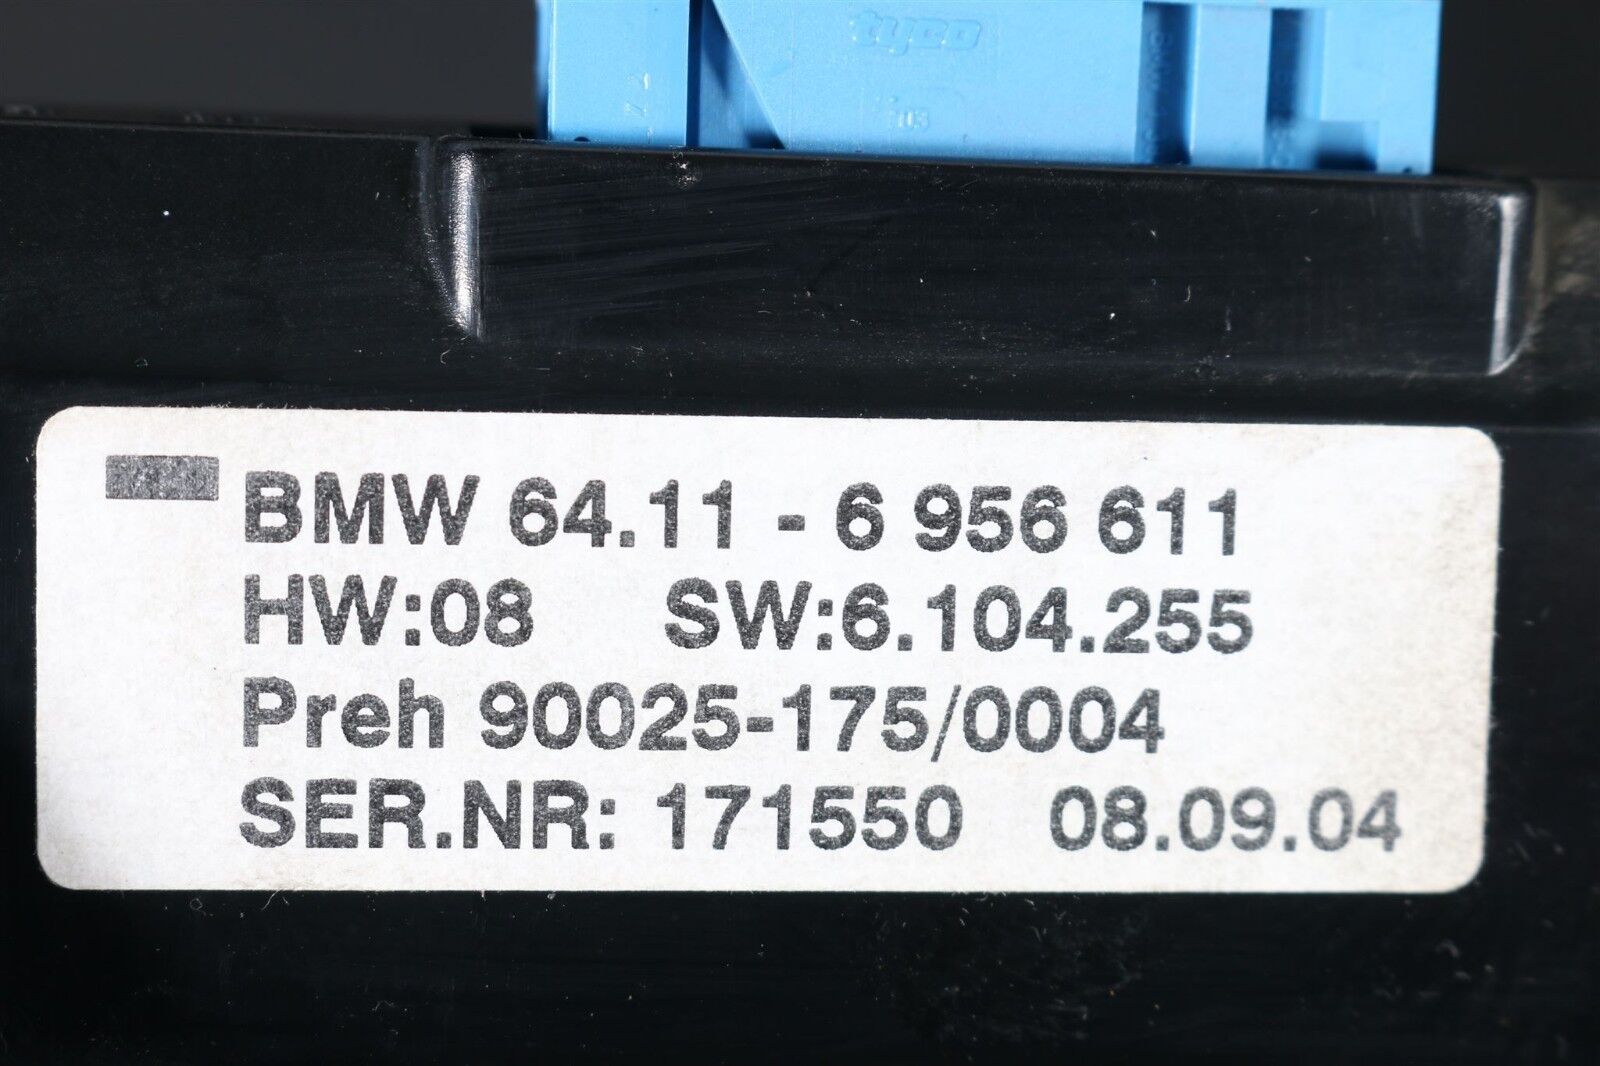 tyco
103
BMW 64.11 - 6 956 611
HW:08 SW:6.104.255
Preh 90025-175/0004
SER.NR: 171550 08.09.04